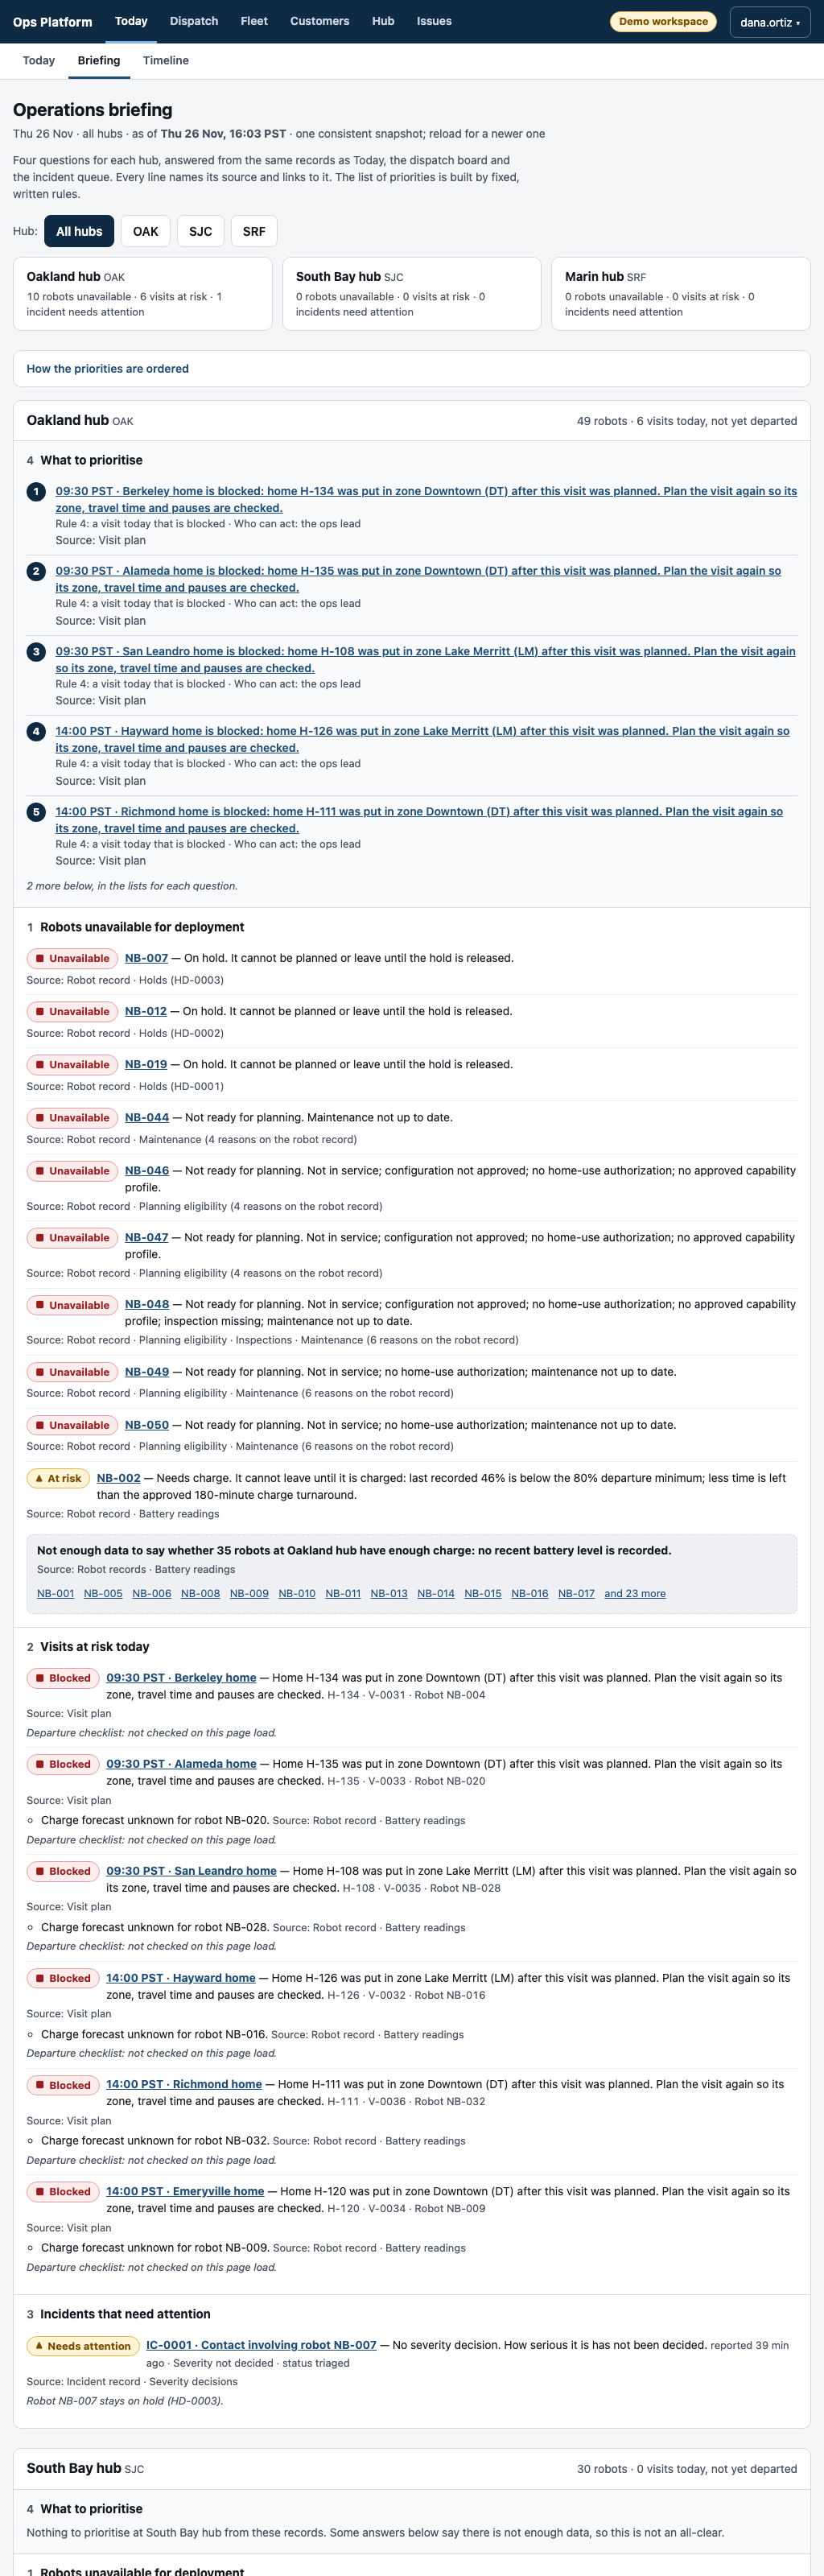 Ops Platform Today Dispatch Fleet Customers Hub Issues Demo workspace dana.ortiz ▾
Today Briefing Timeline
Operations briefing
Thu 26 Nov · all hubs · as of Thu 26 Nov, 16:03 PST · one consistent snapshot; reload for a newer one
Four questions for each hub, answered from the same records as Today, the dispatch board and
the incident queue. Every line names its source and links to it. The list of priorities is built by fixed,
written rules.
Hub: All hubs OAK SJC SRF
Oakland hub OAK
10 robots unavailable · 6 visits at risk · 1
incident needs attention
South Bay hub SJC
0 robots unavailable · 0 visits at risk · 0
incidents need attention
Marin hub SRF
0 robots unavailable · 0 visits at risk · 0
incidents need attention
How the priorities are ordered
Oakland hub OAK 49 robots · 6 visits today, not yet departed
4 What to prioritise
1 09:30 PST · Berkeley home is blocked: home H-134 was put in zone Downtown (DT) after this visit was planned. Plan the visit again so its
zone, travel time and pauses are checked.
Rule 4: a visit today that is blocked · Who can act: the ops lead
Source: Visit plan
2 09:30 PST · Alameda home is blocked: home H-135 was put in zone Downtown (DT) after this visit was planned. Plan the visit again so
its zone, travel time and pauses are checked.
Rule 4: a visit today that is blocked · Who can act: the ops lead
Source: Visit plan
3 09:30 PST · San Leandro home is blocked: home H-108 was put in zone Lake Merritt (LM) after this visit was planned. Plan the visit again
so its zone, travel time and pauses are checked.
Rule 4: a visit today that is blocked · Who can act: the ops lead
Source: Visit plan
4 14:00 PST · Hayward home is blocked: home H-126 was put in zone Lake Merritt (LM) after this visit was planned. Plan the visit again so
its zone, travel time and pauses are checked.
Rule 4: a visit today that is blocked · Who can act: the ops lead
Source: Visit plan
5 14:00 PST · Richmond home is blocked: home H-111 was put in zone Downtown (DT) after this visit was planned. Plan the visit again so
its zone, travel time and pauses are checked.
Rule 4: a visit today that is blocked · Who can act: the ops lead
Source: Visit plan
2 more below, in the lists for each question.
1 Robots unavailable for deployment
Unavailable NB-007 — On hold. It cannot be planned or leave until the hold is released.
Source: Robot record · Holds (HD-0003)
Unavailable NB-012 — On hold. It cannot be planned or leave until the hold is released.
Source: Robot record · Holds (HD-0002)
Unavailable NB-019 — On hold. It cannot be planned or leave until the hold is released.
Source: Robot record · Holds (HD-0001)
Unavailable NB-044 — Not ready for planning. Maintenance not up to date.
Source: Robot record · Maintenance (4 reasons on the robot record)
Unavailable NB-046 — Not ready for planning. Not in service; configuration not approved; no home-use authorization; no approved capability
profile.
Source: Robot record · Planning eligibility (4 reasons on the robot record)
Unavailable NB-047 — Not ready for planning. Not in service; configuration not approved; no home-use authorization; no approved capability
profile.
Source: Robot record · Planning eligibility (4 reasons on the robot record)
Unavailable NB-048 — Not ready for planning. Not in service; configuration not approved; no home-use authorization; no approved capability
profile; inspection missing; maintenance not up to date.
Source: Robot record · Planning eligibility · Inspections · Maintenance (6 reasons on the robot record)
Unavailable NB-049 — Not ready for planning. Not in service; no home-use authorization; maintenance not up to date.
Source: Robot record · Planning eligibility · Maintenance (6 reasons on the robot record)
Unavailable NB-050 — Not ready for planning. Not in service; no home-use authorization; maintenance not up to date.
Source: Robot record · Planning eligibility · Maintenance (6 reasons on the robot record)
At risk NB-002 — Needs charge. It cannot leave until it is charged: last recorded 46% is below the 80% departure minimum; less time is left
than the approved 180-minute charge turnaround.
Source: Robot record · Battery readings
Not enough data to say whether 35 robots at Oakland hub have enough charge: no recent battery level is recorded.
Source: Robot records · Battery readings
NB-001 NB-005 NB-006 NB-008 NB-009 NB-010 NB-011 NB-013 NB-014 NB-015 NB-016 NB-017 and 23 more
2 Visits at risk today
Blocked 09:30 PST · Berkeley home — Home H-134 was put in zone Downtown (DT) after this visit was planned. Plan the visit again so its
zone, travel time and pauses are checked. H-134 · V-0031 · Robot NB-004
Source: Visit plan
Departure checklist: not checked on this page load.
Blocked 09:30 PST · Alameda home — Home H-135 was put in zone Downtown (DT) after this visit was planned. Plan the visit again so its
zone, travel time and pauses are checked. H-135 · V-0033 · Robot NB-020
Source: Visit plan
Charge forecast unknown for robot NB-020. Source: Robot record · Battery readings
Departure checklist: not checked on this page load.
Blocked 09:30 PST · San Leandro home — Home H-108 was put in zone Lake Merritt (LM) after this visit was planned. Plan the visit again so
its zone, travel time and pauses are checked. H-108 · V-0035 · Robot NB-028
Source: Visit plan
Charge forecast unknown for robot NB-028. Source: Robot record · Battery readings
Departure checklist: not checked on this page load.
Blocked 14:00 PST · Hayward home — Home H-126 was put in zone Lake Merritt (LM) after this visit was planned. Plan the visit again so its
zone, travel time and pauses are checked. H-126 · V-0032 · Robot NB-016
Source: Visit plan
Charge forecast unknown for robot NB-016. Source: Robot record · Battery readings
Departure checklist: not checked on this page load.
Blocked 14:00 PST · Richmond home — Home H-111 was put in zone Downtown (DT) after this visit was planned. Plan the visit again so its
zone, travel time and pauses are checked. H-111 · V-0036 · Robot NB-032
Source: Visit plan
Charge forecast unknown for robot NB-032. Source: Robot record · Battery readings
Departure checklist: not checked on this page load.
Blocked 14:00 PST · Emeryville home — Home H-120 was put in zone Downtown (DT) after this visit was planned. Plan the visit again so its
zone, travel time and pauses are checked. H-120 · V-0034 · Robot NB-009
Source: Visit plan
Charge forecast unknown for robot NB-009. Source: Robot record · Battery readings
Departure checklist: not checked on this page load.
3 Incidents that need attention
Needs attention IC-0001 · Contact involving robot NB-007 — No severity decision. How serious it is has not been decided. reported 39 min
ago · Severity not decided · status triaged
Source: Incident record · Severity decisions
Robot NB-007 stays on hold (HD-0003).
South Bay hub SJC 30 robots · 0 visits today, not yet departed
4 What to prioritise
Nothing to prioritise at South Bay hub from these records. Some answers below say there is not enough data, so this is not an all-clear.
1 Robots unavailable for deployment